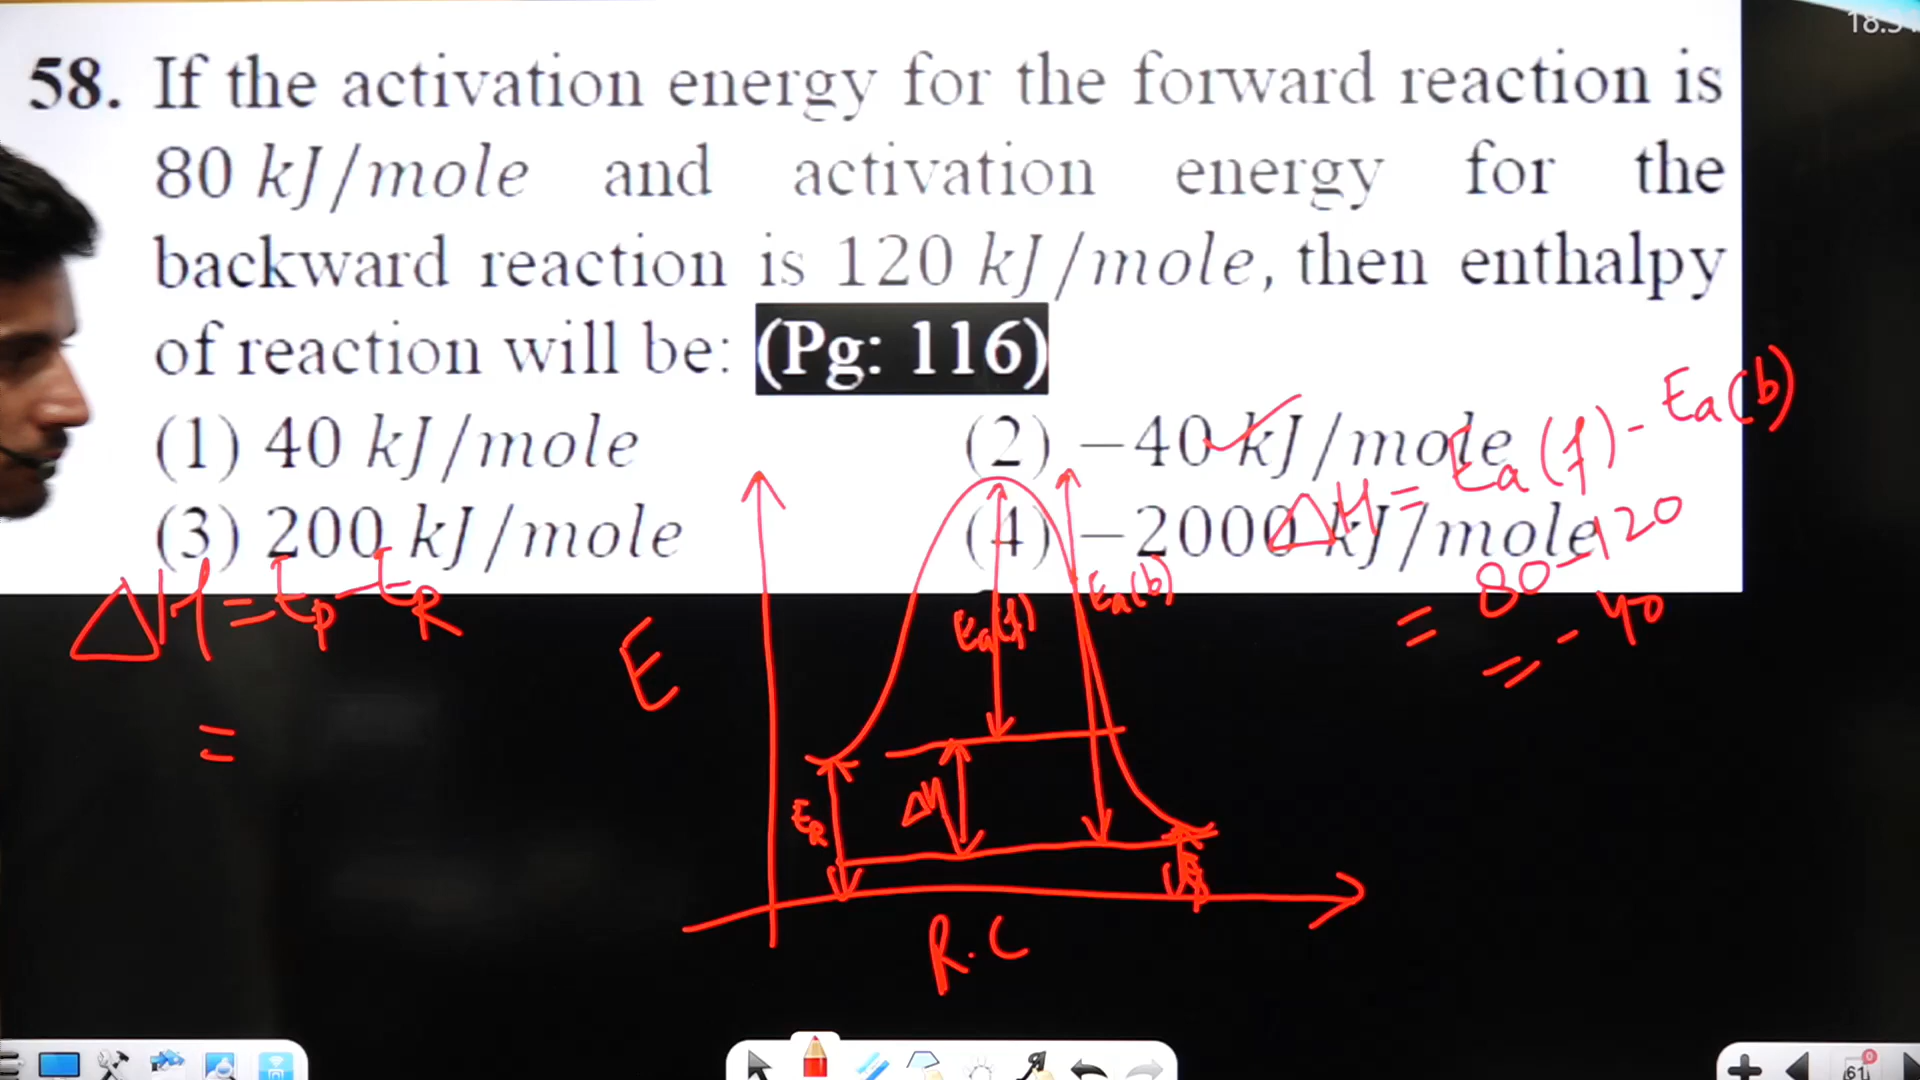 58. If the activation energy for the forward reaction is
80 kJ/mole and activation energy for the
backward reaction is 120 kJ/mole, then enthalpy
of reaction will be: (Pg: 116)
(1) 40 kJ/mole (2) −40 kJ/mole
(3) 200 kJ/mole (4) −2000 kJ/mole
ΔH = Ea(f) - Ea(b)
= 80 - 120
= - 40
ΔH = EP - ER
=
E
Ea(f)
Ea(b)
ΔH
ER
R.C
61
0